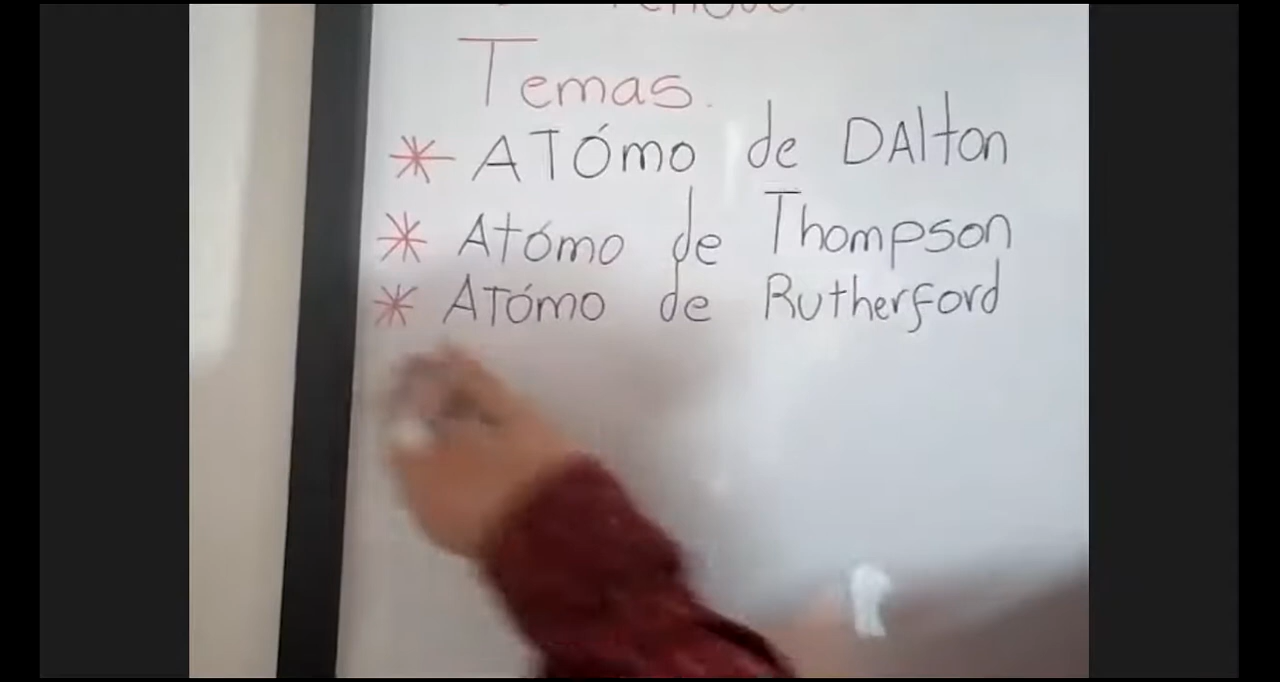 Temas.
* ATÓmo de DAlton
* Atómo de Thompson
* ATómo de Rutherford